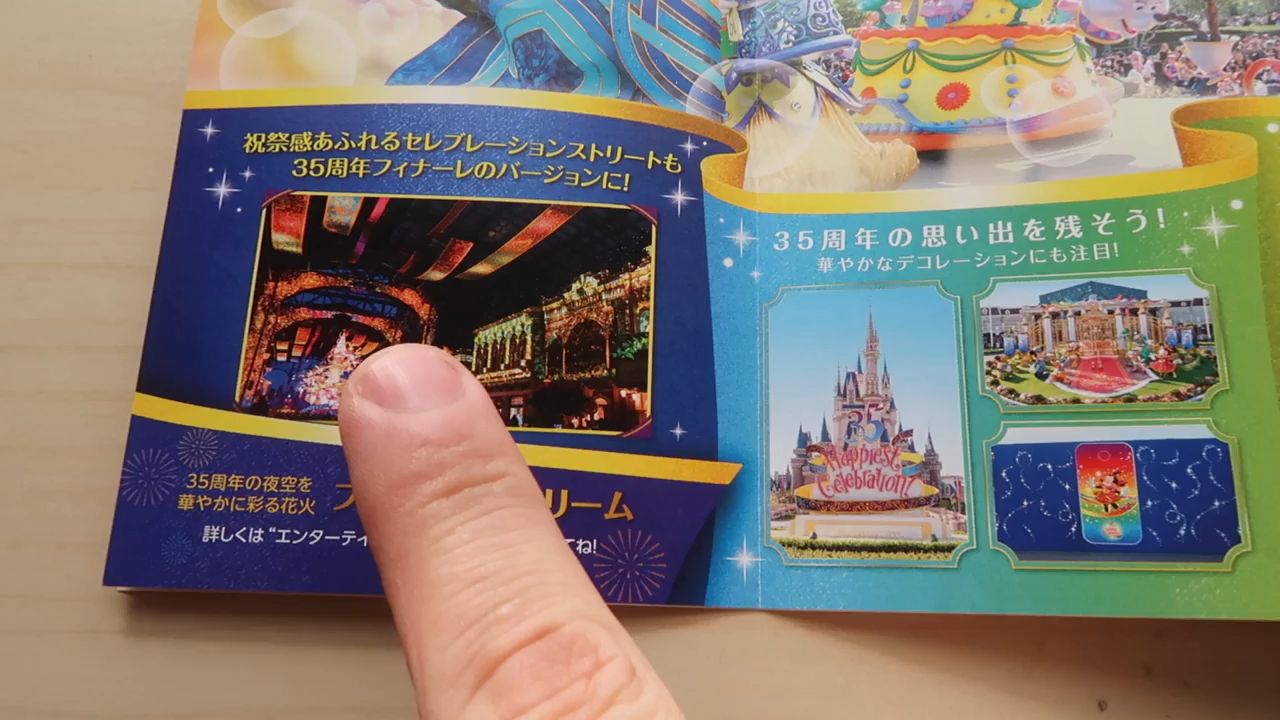 祝祭感あふれるセレブレーションストリートも
35周年フィナーレのバージョンに!
35周年の夜空を
華やかに彩る花火
リーム
詳しくは“エンターテイ
てね!
35周年の思い出を残そう!
華やかなデコレーションにも注目!
35
Happiest
Celebration!